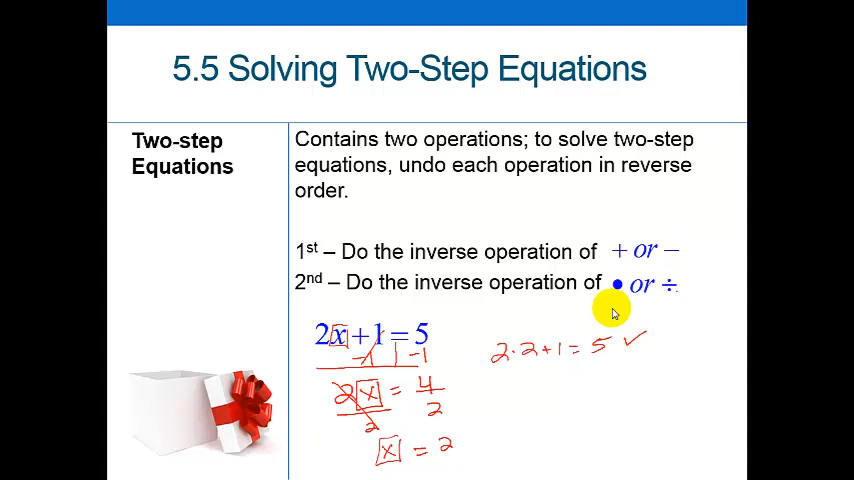 5.5 Solving Two-Step Equations
Two-step
Equations
Contains two operations; to solve two-step
equations, undo each operation in reverse
order.
1st – Do the inverse operation of + or −
2nd – Do the inverse operation of • or ÷
2x + 1 = 5
−1 | −1
2x = 4
2 2
x = 2
2·2+1=5 ✓